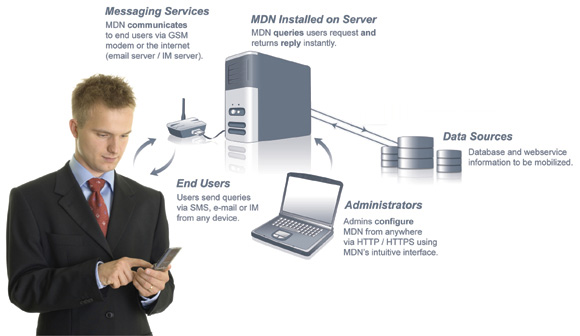 Messaging Services
MDN communicates
to end users via GSM
modem or the internet
(email server / IM server).
MDN Installed on Server
MDN queries users request and
returns reply instantly.
Data Sources
Database and webservice
information to be mobilized.
End Users
Users send queries
via SMS, e-mail or IM
from any device.
Administrators
Admins configure
MDN from anywhere
via HTTP / HTTPS using
MDN's intuitive interface.